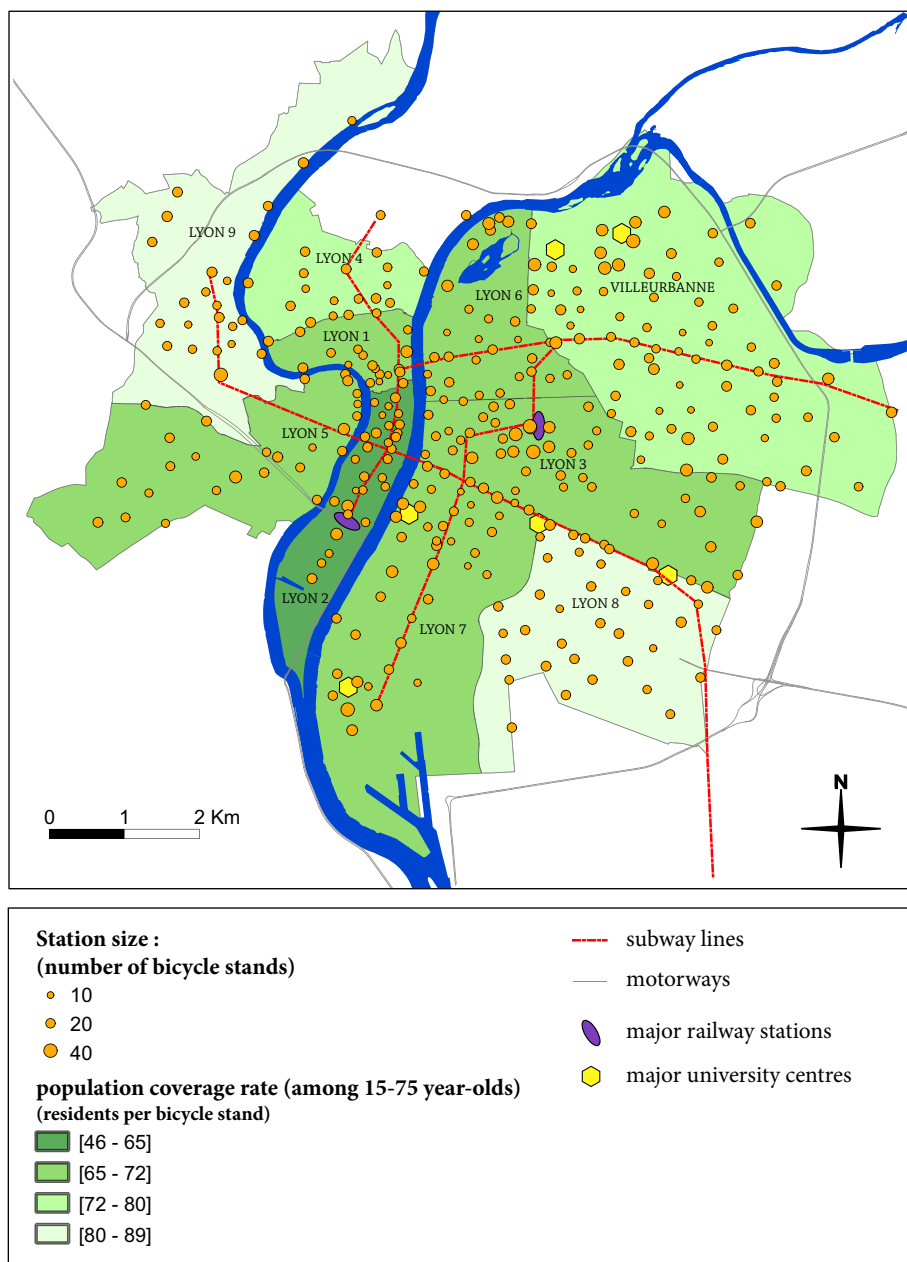 LYON 9
LYON 4
LYON 6
VILLEURBANNE
LYON 1
LYON 5
LYON 3
LYON 2
LYON 8
LYON 7
N
0 1 2 Km
Station size :
(number of bicycle stands)
10
20
40
population coverage rate (among 15-75 year-olds)
(residents per bicycle stand)
[46 - 65]
[65 - 72]
[72 - 80]
[80 - 89]
subway lines
motorways
major railway stations
major university centres